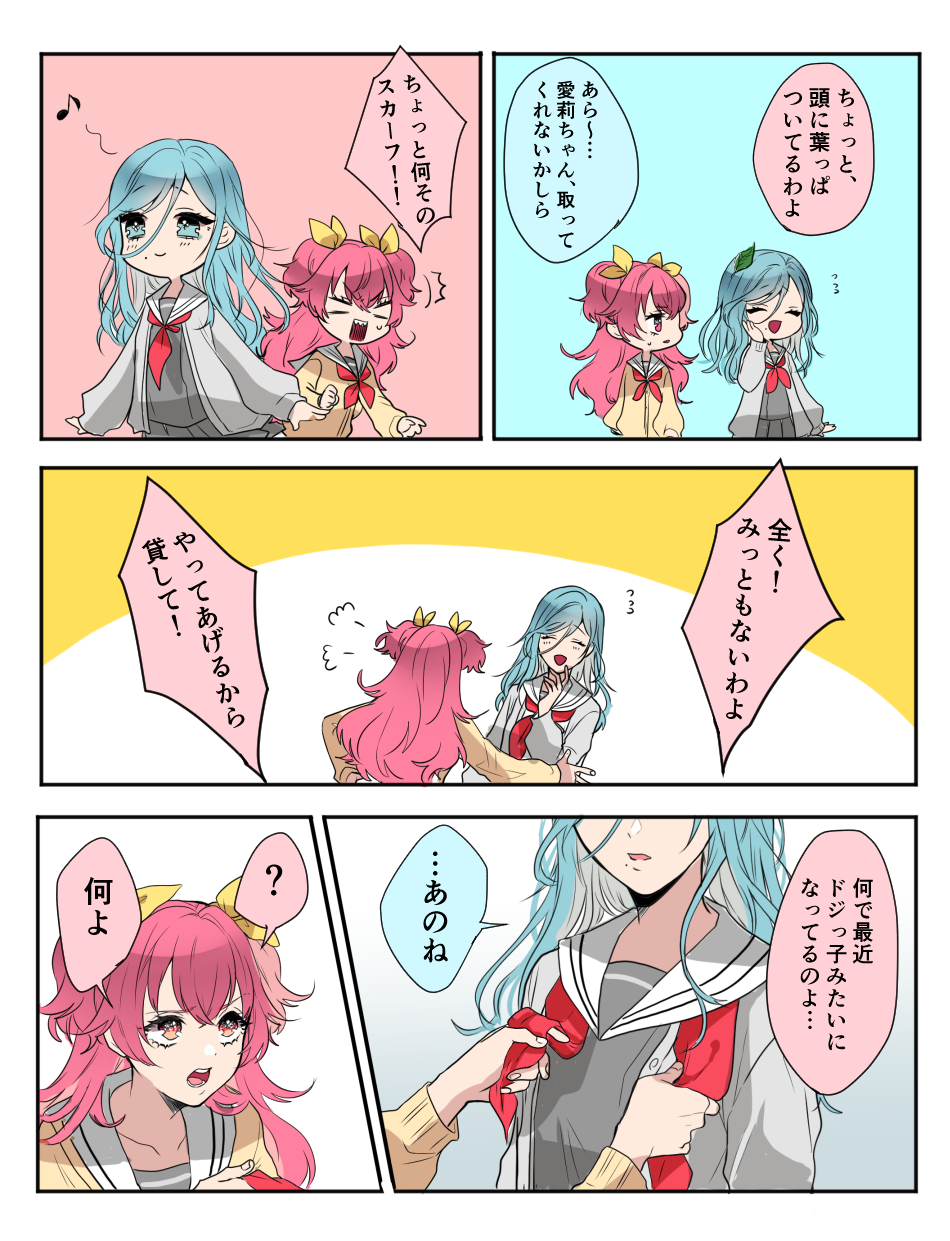 ちょっと、
頭に葉っぱ
ついてるわよ
あら〜…
愛莉ちゃん、取って
くれないかしら
ちょっと何その
スカーフ！！
全く！
みっともないわよ
やってあげるから
貸して！
何で最近
ドジっ子みたいに
なってるのよ…
…あのね
？
何よ